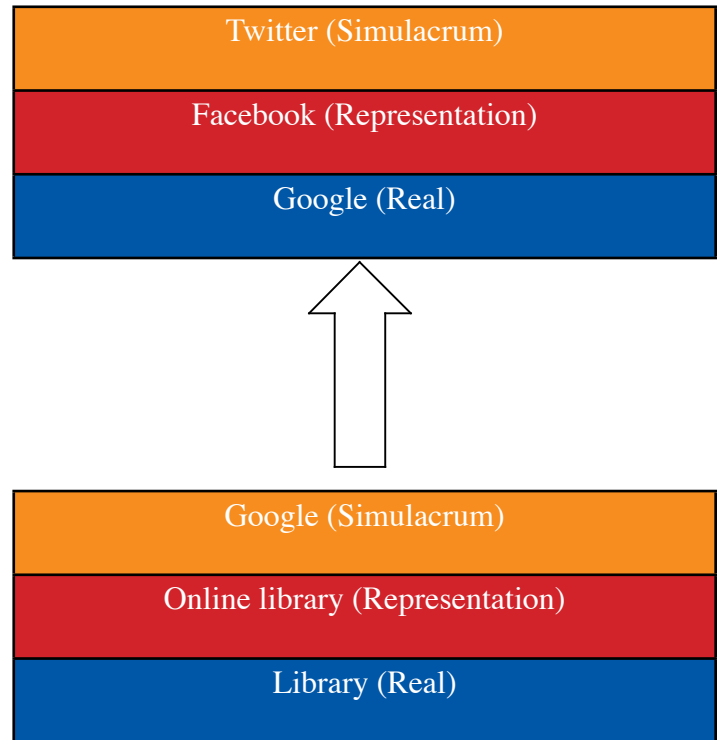 Twitter (Simulacrum)
Facebook (Representation)
Google (Real)
Google (Simulacrum)
Online library (Representation)
Library (Real)